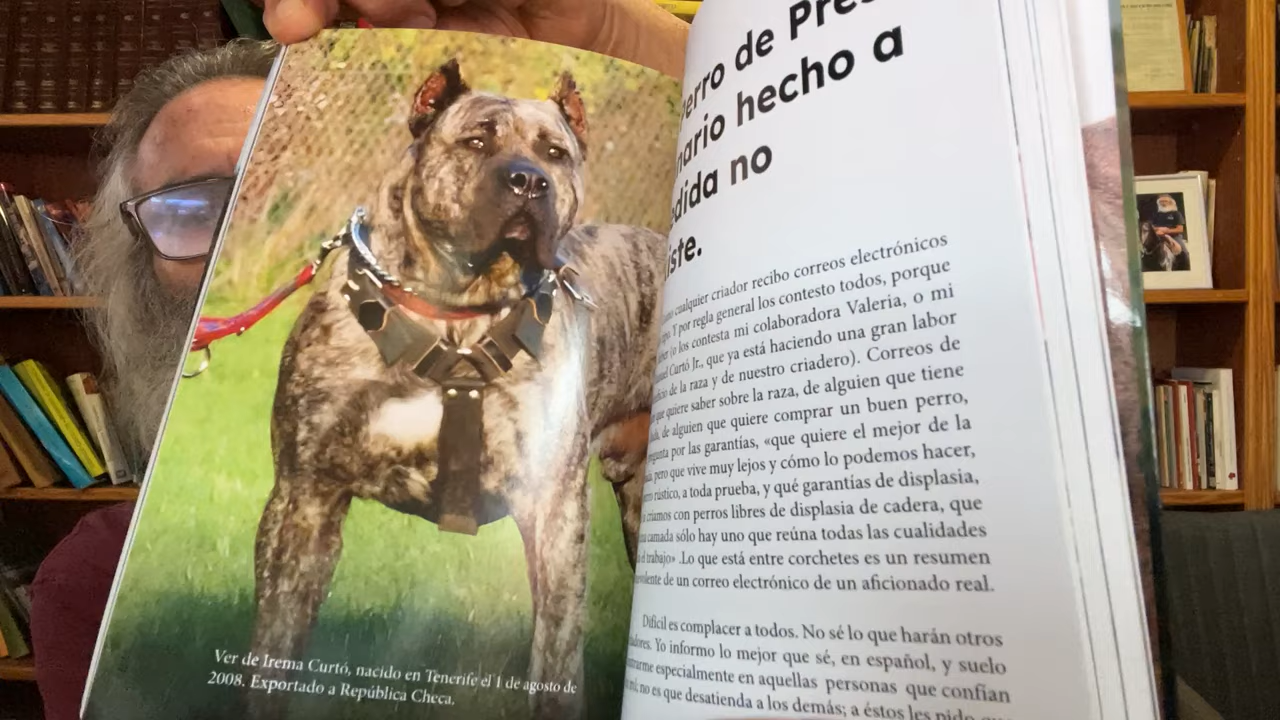 Ver de Irema Curtó, nacido en Tenerife el 1 de agosto de
2008. Exportado a República Checa.
de
hecho a
no
cualquier criador recibo correos electrónicos
Y por regla general los contesto todos, porque
(o los contesta mi colaboradora Valeria, o mi
Curtó Jr., que ya está haciendo una gran labor
de la raza y de nuestro criadero). Correos de
que quiere saber sobre la raza, de alguien que tiene
de alguien que quiere comprar un buen perro,
por las garantías, «que quiere el mejor de la
pero que vive muy lejos y cómo lo podemos hacer,
rústico, a toda prueba, y qué garantías de displasia,
criamos con perros libres de displasia de cadera, que
camada sólo hay uno que reúna todas las cualidades
trabajo» .Lo que está entre corchetes es un resumen
de un correo electrónico de un aficionado real.
Difícil es complacer a todos. No sé lo que harán otros
Yo informo lo mejor que sé, en español, y suelo
especialmente en aquellas personas que confían
no es que desatienda a los demás; a éstos les pido